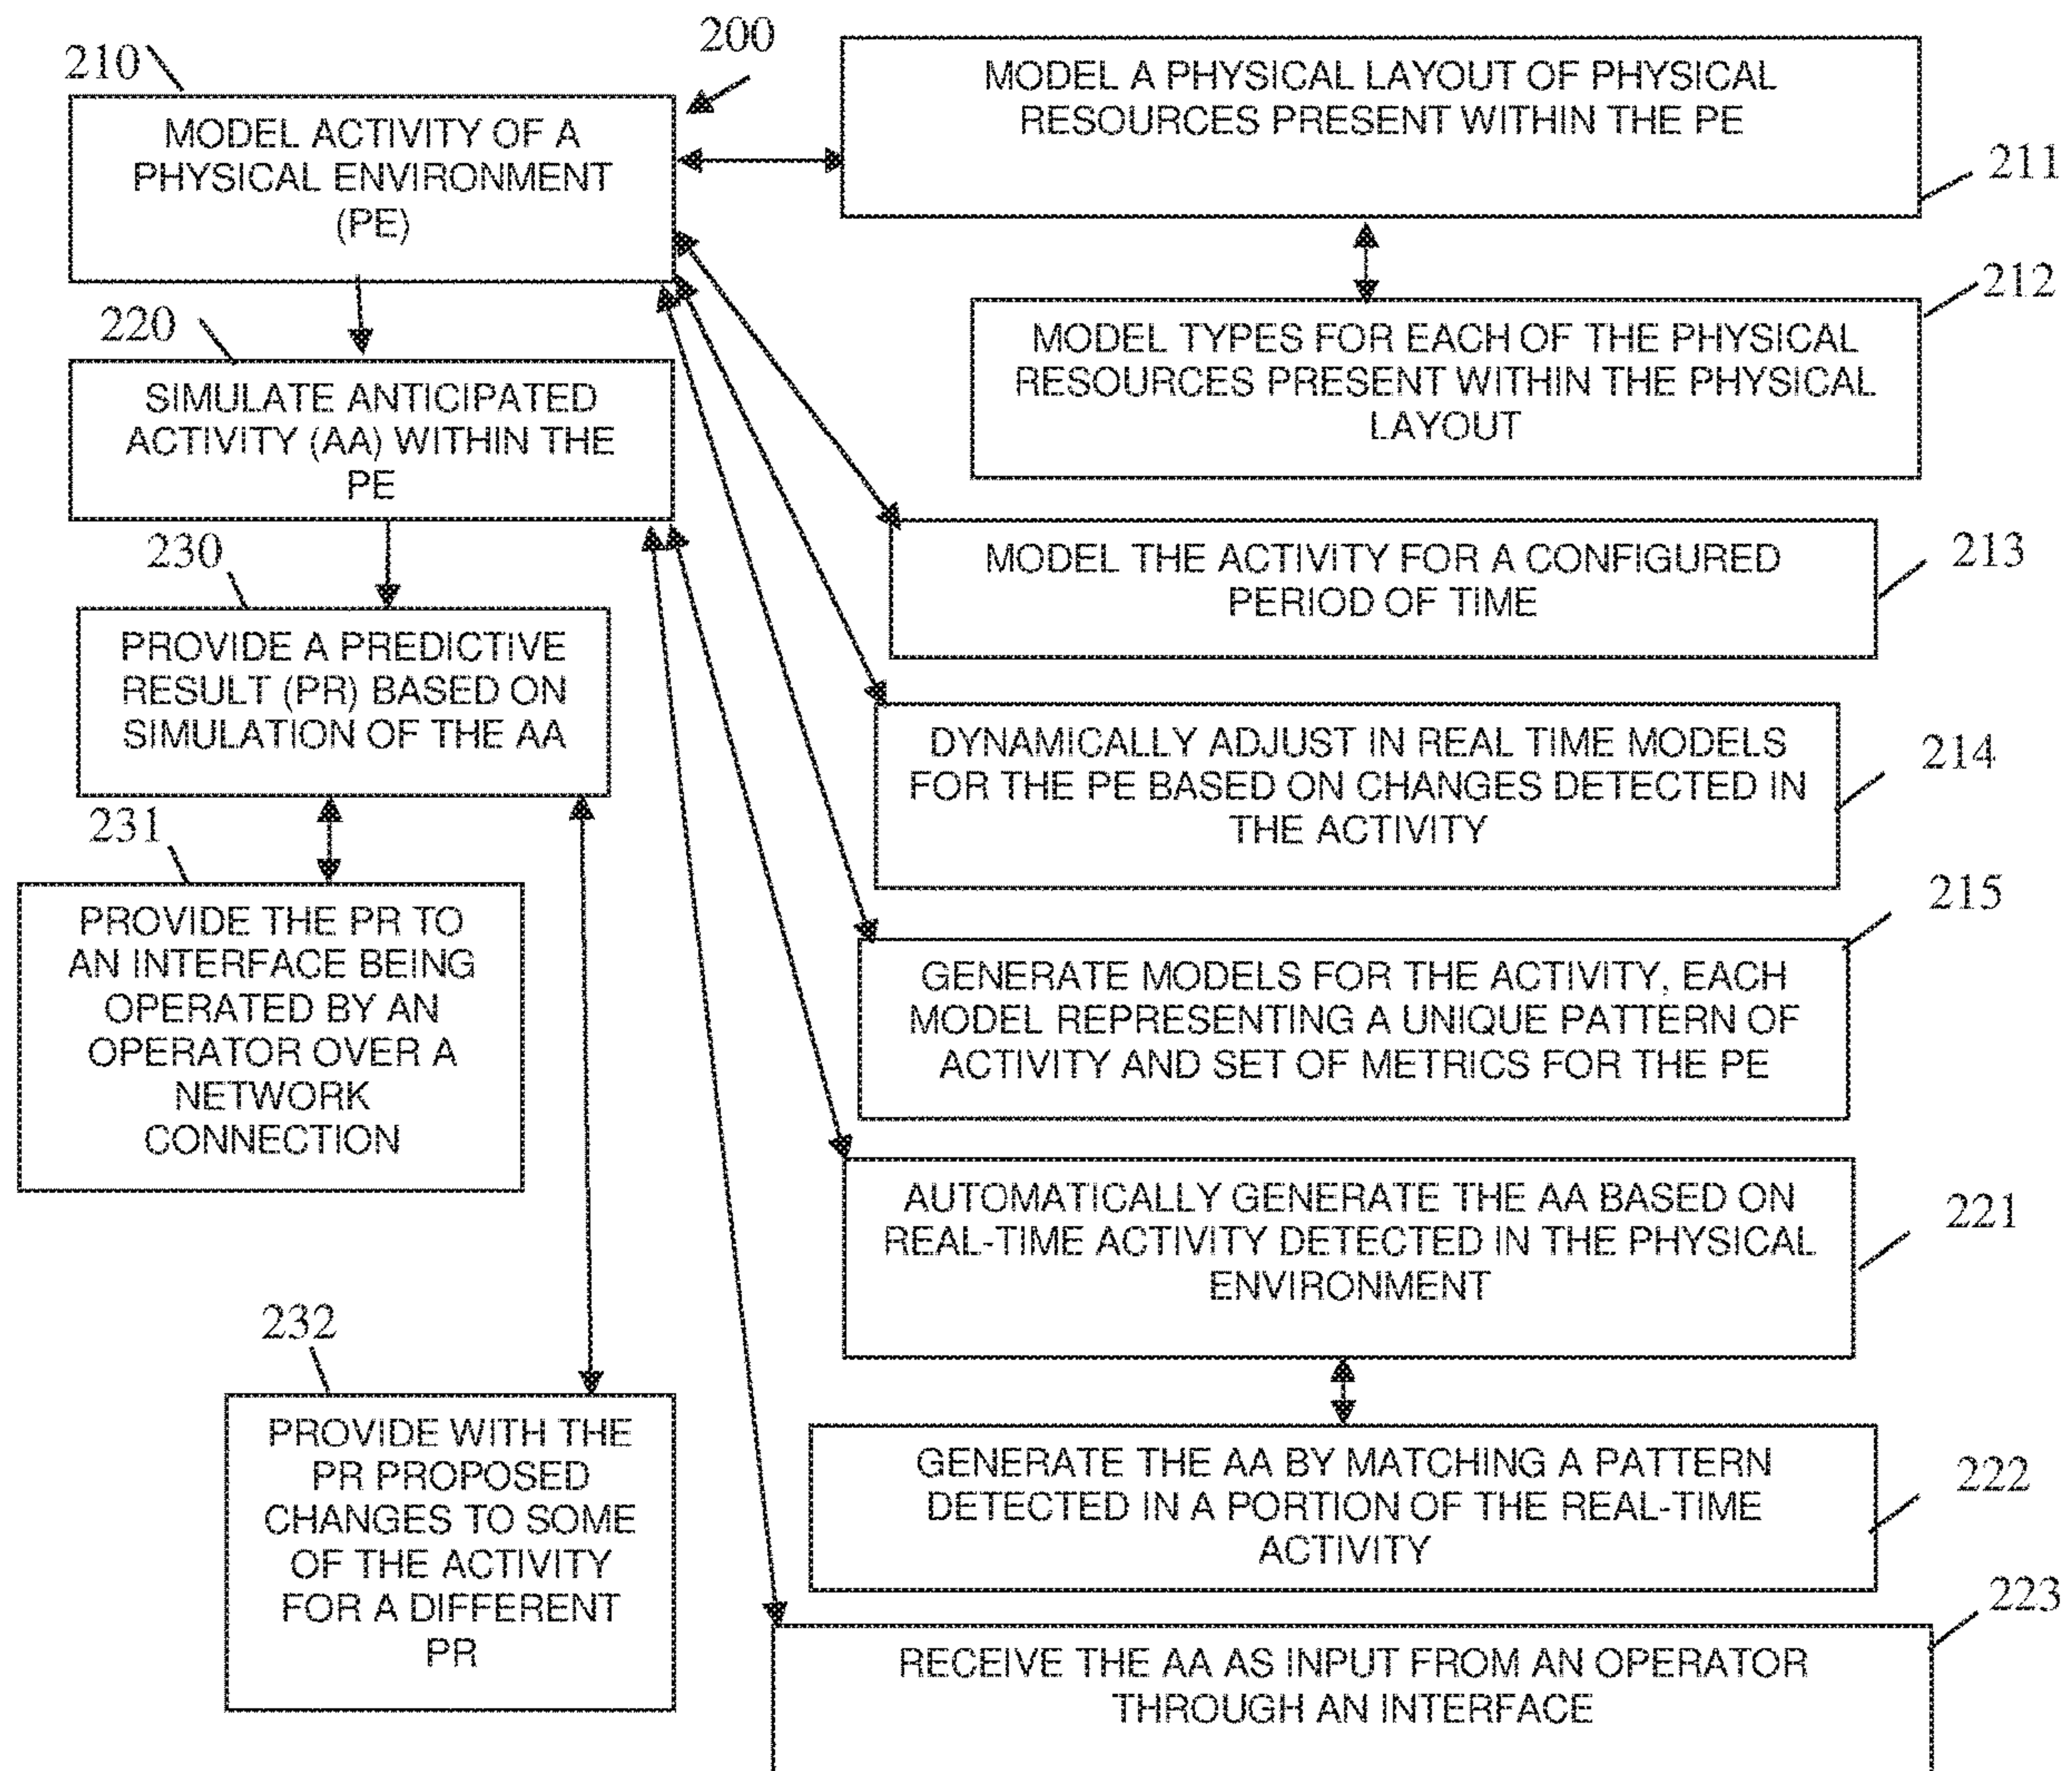 200
210
MODEL ACTIVITY OF A
PHYSICAL ENVIRONMENT
(PE)
MODEL A PHYSICAL LAYOUT OF PHYSICAL
RESOURCES PRESENT WITHIN THE PE
211
212
MODEL TYPES FOR EACH OF THE PHYSICAL
RESOURCES PRESENT WITHIN THE PHYSICAL
LAYOUT
220
SIMULATE ANTICIPATED
ACTIVITY (AA) WITHIN THE
PE
213
MODEL THE ACTIVITY FOR A CONFIGURED
PERIOD OF TIME
230
PROVIDE A PREDICTIVE
RESULT (PR) BASED ON
SIMULATION OF THE AA
214
DYNAMICALLY ADJUST IN REAL TIME MODELS
FOR THE PE BASED ON CHANGES DETECTED IN
THE ACTIVITY
231
PROVIDE THE PR TO
AN INTERFACE BEING
OPERATED BY AN
OPERATOR OVER A
NETWORK
CONNECTION
215
GENERATE MODELS FOR THE ACTIVITY, EACH
MODEL REPRESENTING A UNIQUE PATTERN OF
ACTIVITY AND SET OF METRICS FOR THE PE
221
AUTOMATICALLY GENERATE THE AA BASED ON
REAL-TIME ACTIVITY DETECTED IN THE PHYSICAL
ENVIRONMENT
232
PROVIDE WITH THE
PR PROPOSED
CHANGES TO SOME
OF THE ACTIVITY
FOR A DIFFERENT
PR
222
GENERATE THE AA BY MATCHING A PATTERN
DETECTED IN A PORTION OF THE REAL-TIME
ACTIVITY
223
RECEIVE THE AA AS INPUT FROM AN OPERATOR
THROUGH AN INTERFACE